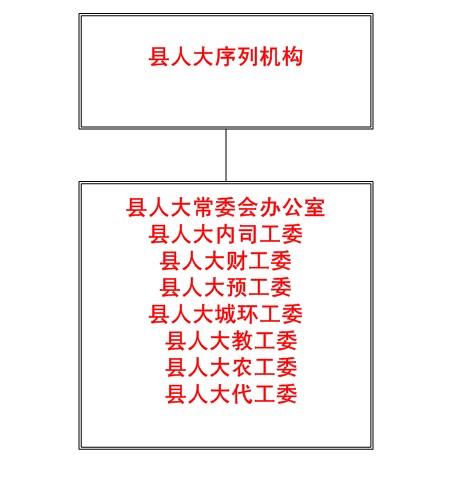 县人大序列机构
县人大常委会办公室
县人大内司工委
县人大财工委
县人大预工委
县人大城环工委
县人大教工委
县人大农工委
县人大代工委